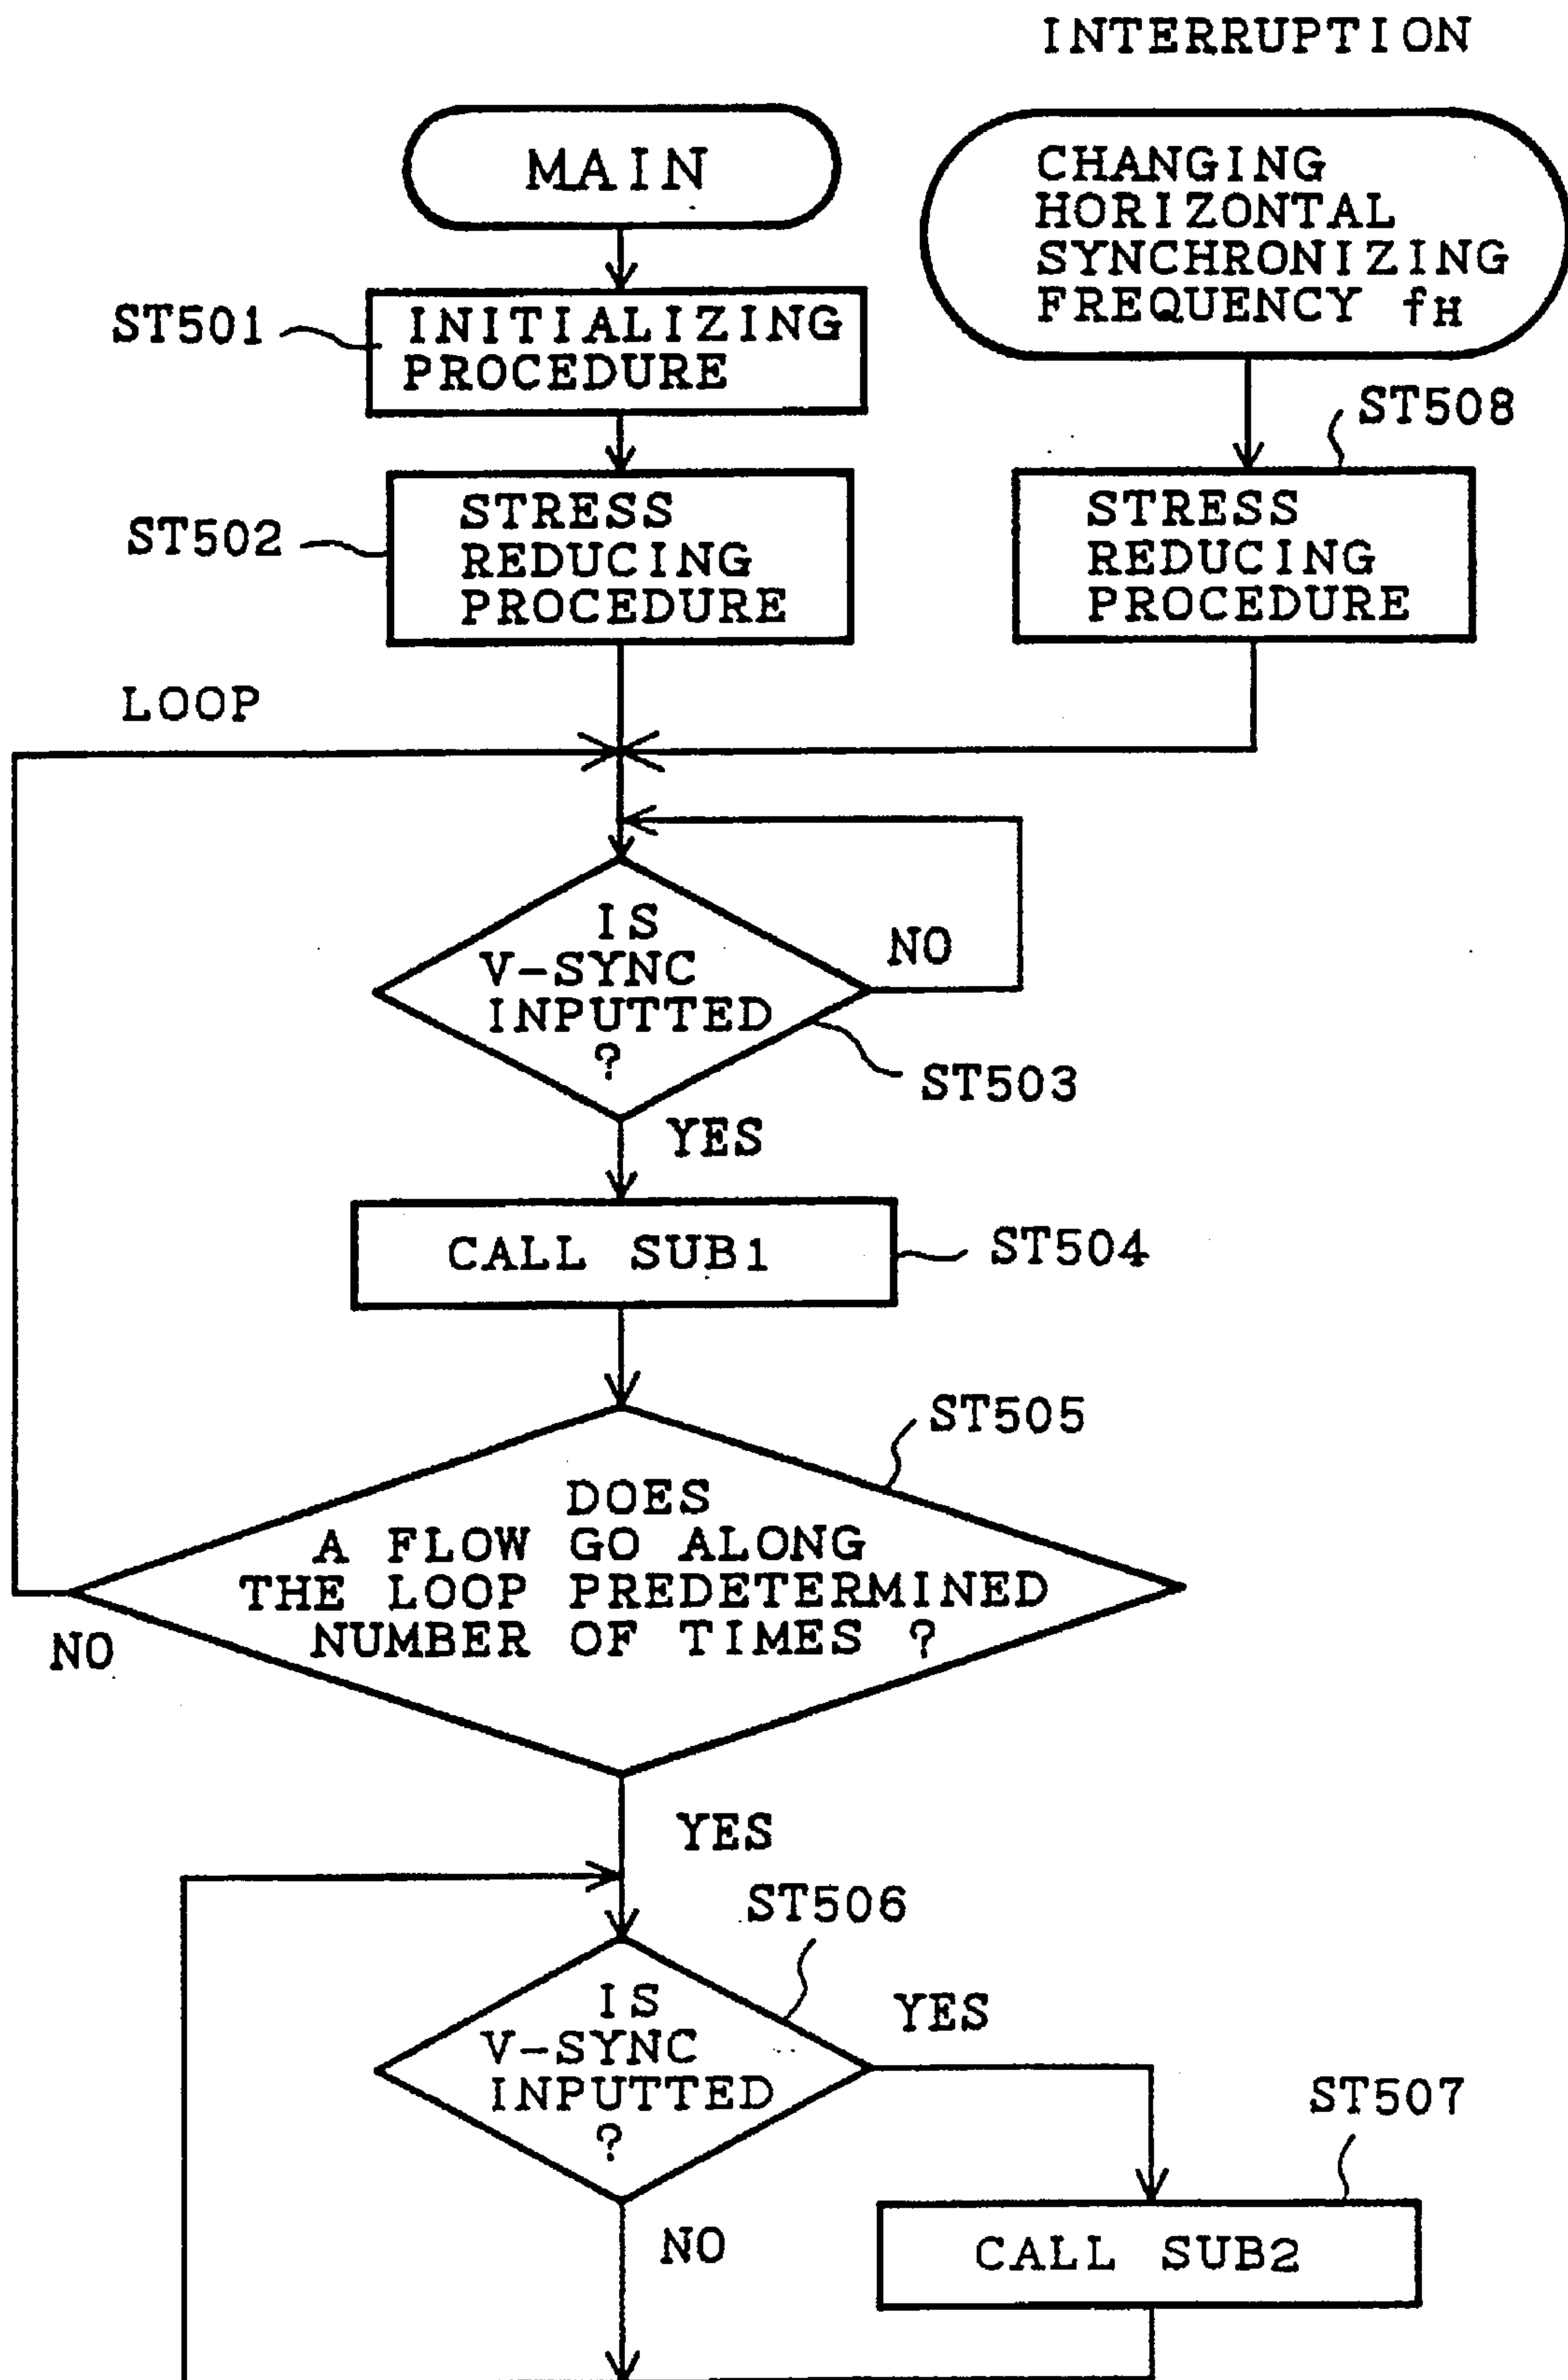 INTERRUPTION
MAIN
CHANGING
HORIZONTAL
SYNCHRONIZING
FREQUENCY fH
ST501
INITIALIZING
PROCEDURE
ST508
ST502
STRESS
REDUCING
PROCEDURE
STRESS
REDUCING
PROCEDURE
LOOP
IS
V-SYNC
INPUTTED
?
NO
ST503
YES
CALL SUB1
ST504
ST505
DOES
A FLOW GO ALONG
THE LOOP PREDETERMINED
NUMBER OF TIMES ?
NO
YES
ST506
IS
V-SYNC
INPUTTED
?
YES
ST507
NO
CALL SUB2